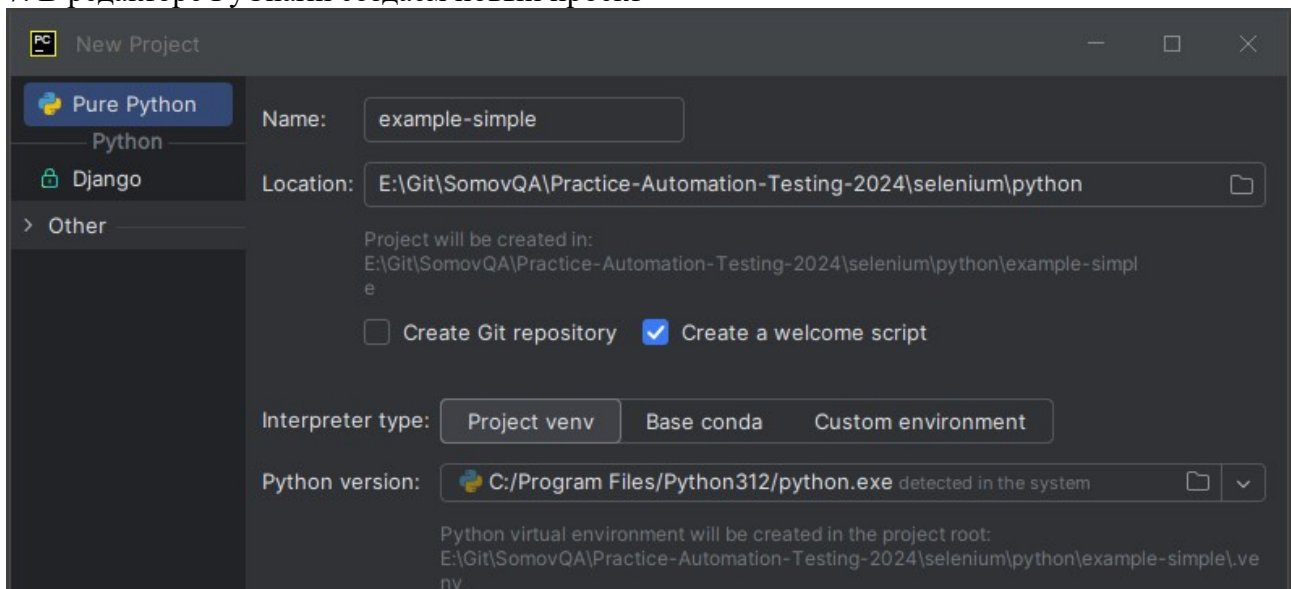 PC New Project
Pure Python
Python
Django
Other
Name: example-simple
Location: E:\Git\SomovQA\Practice-Automation-Testing-2024\selenium\python
Project will be created in:
E:\Git\SomovQA\Practice-Automation-Testing-2024\selenium\python\example-simpl
e
Create Git repository Create a welcome script
Interpreter type: Project venv Base conda Custom environment
Python version: C:/Program Files/Python312/python.exe detected in the system
Python virtual environment will be created in the project root:
E:\Git\SomovQA\Practice-Automation-Testing-2024\selenium\python\example-simple\.ve
nv